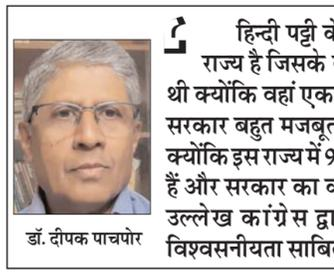 हिन्दी पट्टी के
राज्य है जिसके
थी क्योंकि वहां एक
सरकार बहुत मजबूत
क्योंकि इस राज्य में
हैं और सरकार का
उल्लेख कांग्रेस द्वा
विश्वसनीयता साबि
डॉ. दीपक पाचपोर